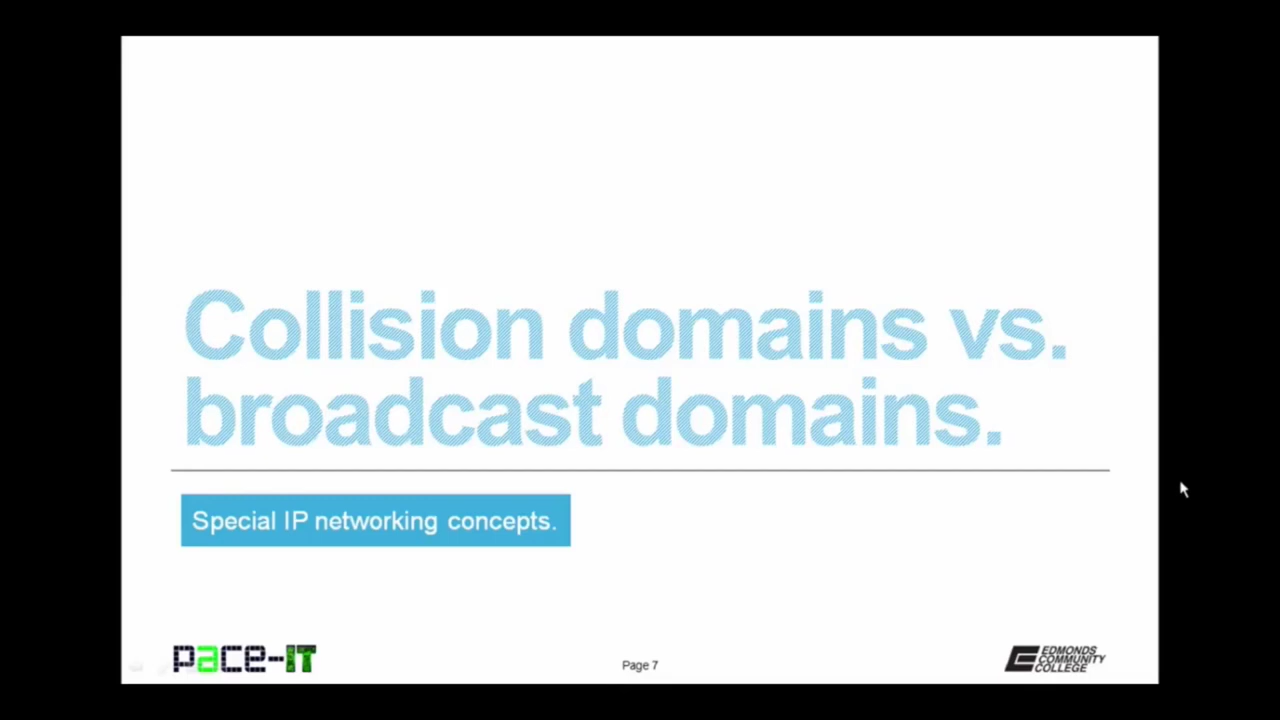 Collision domains vs.
broadcast domains.
Special IP networking concepts.
pace-IT
Page 7
EDMONDS
COMMUNITY
COLLEGE